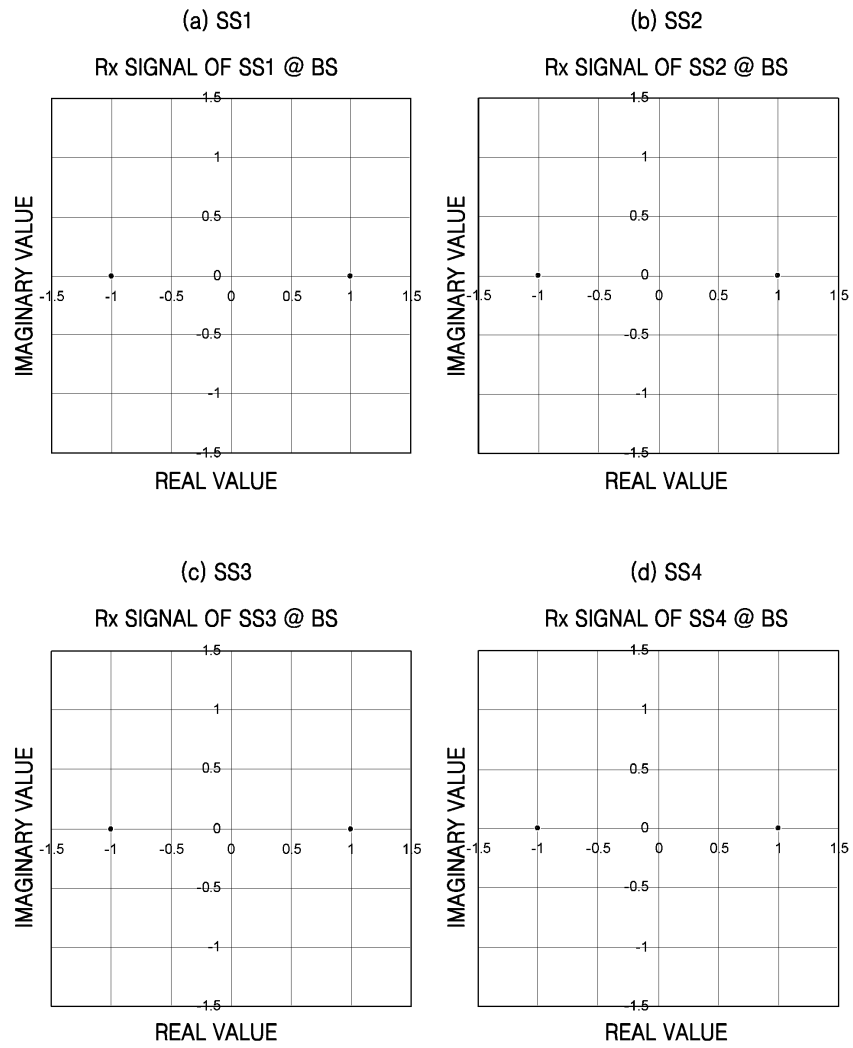 (a) SS1
Rx SIGNAL OF SS1 @ BS
1.5
1
0.5
0
-1.5 -1 -0.5 0 0.5 1 1.5
-0.5
-1
-1.5
IMAGINARY VALUE
REAL VALUE
(b) SS2
Rx SIGNAL OF SS2 @ BS
1.5
1
0.5
0
-1.5 -1 -0.5 0 0.5 1 1.5
-0.5
-1
-1.5
IMAGINARY VALUE
REAL VALUE
(c) SS3
Rx SIGNAL OF SS3 @ BS
1.5
1
0.5
0
-1.5 -1 -0.5 0 0.5 1 1.5
-0.5
-1
-1.5
IMAGINARY VALUE
REAL VALUE
(d) SS4
Rx SIGNAL OF SS4 @ BS
1.5
1
0.5
0
-1.5 -1 -0.5 0 0.5 1 1.5
-0.5
-1
-1.5
IMAGINARY VALUE
REAL VALUE